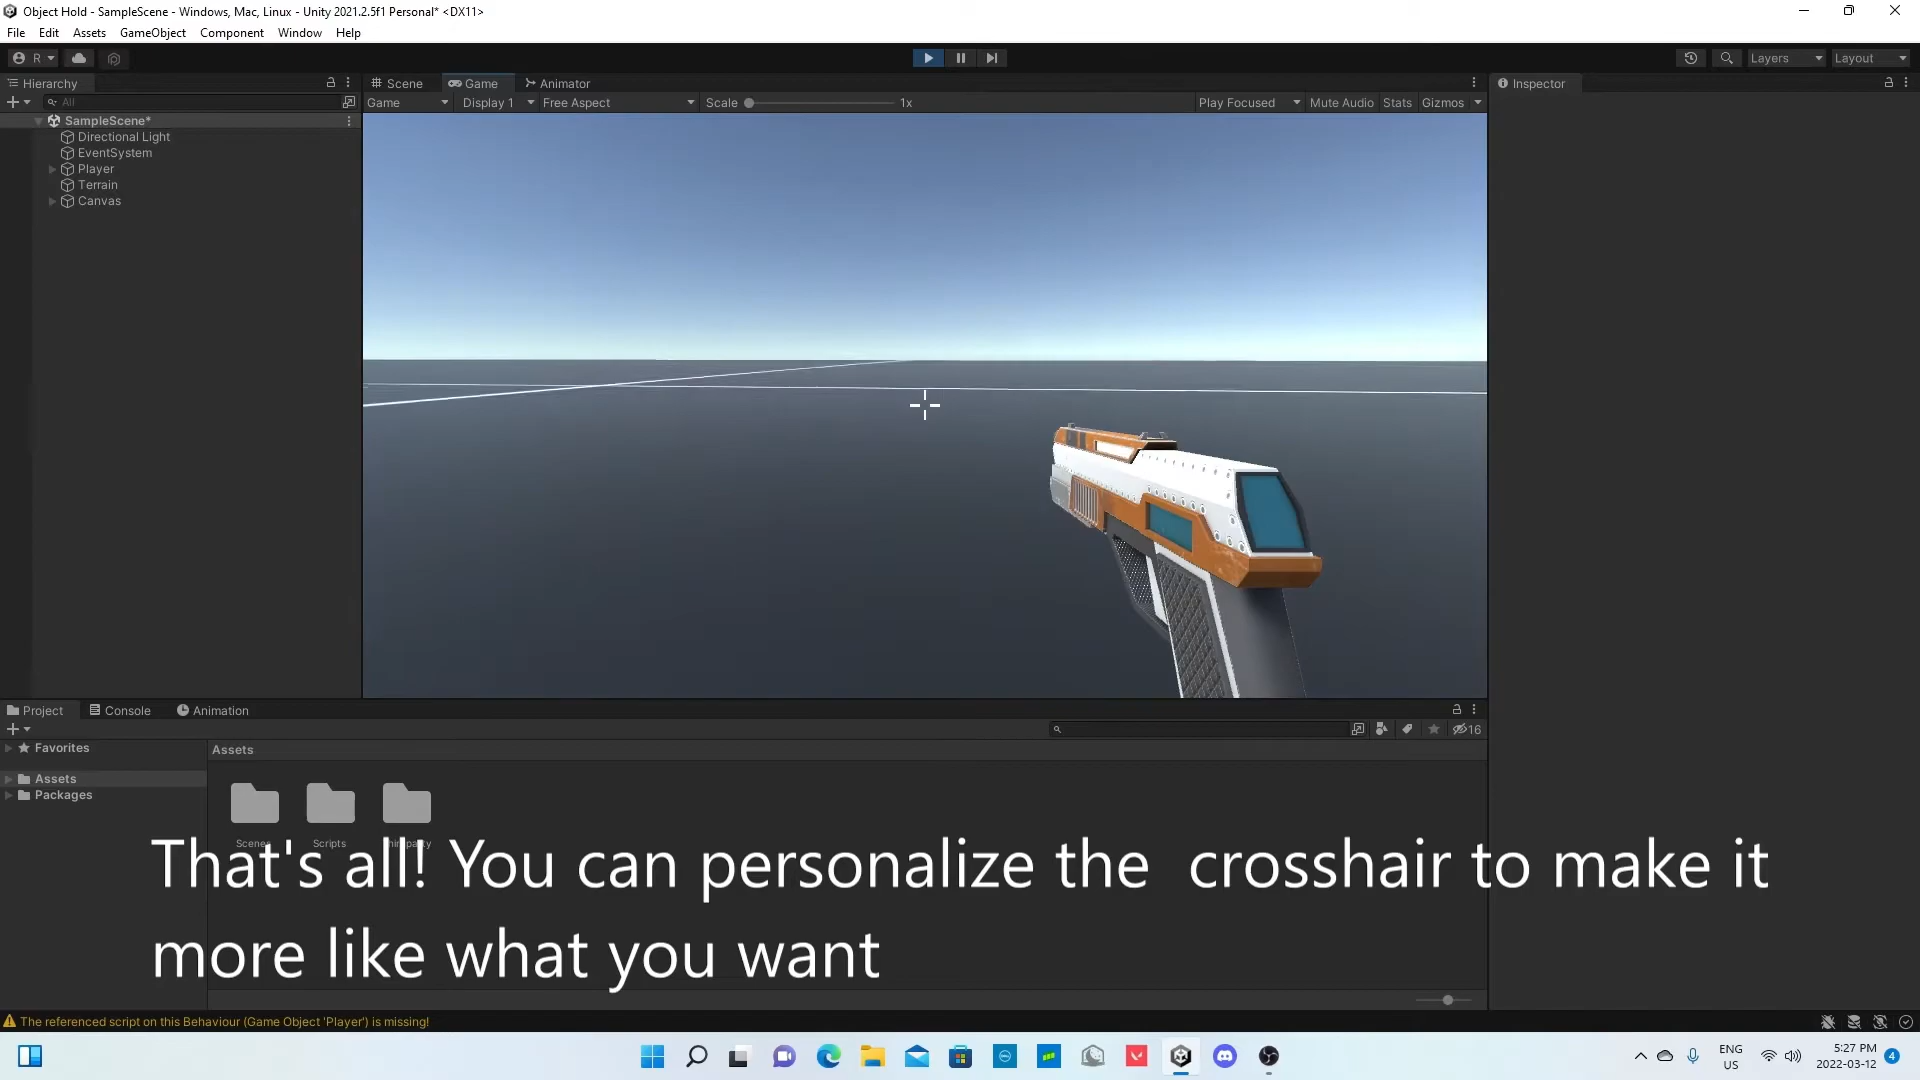 Object Hold - SampleScene - Windows, Mac, Linux - Unity 2021.2.5f1 Personal* <DX11>
File Edit Assets GameObject Component Window Help
R Layers Layout
Hierarchy Scene Game Animator Inspector
All Game Display 1 Free Aspect Scale 1x Play Focused Mute Audio Stats Gizmos
SampleScene*
Directional Light
EventSystem
Player
Terrain
Canvas
Project Console Animation
16
Favorites
Assets
Assets
Packages
Scenes Scripts
That's all! You can personalize the crosshair to make it
more like what you want
The referenced script on this Behaviour (Game Object 'Player') is missing!
ENG
US
5:27 PM
2022-03-12
4